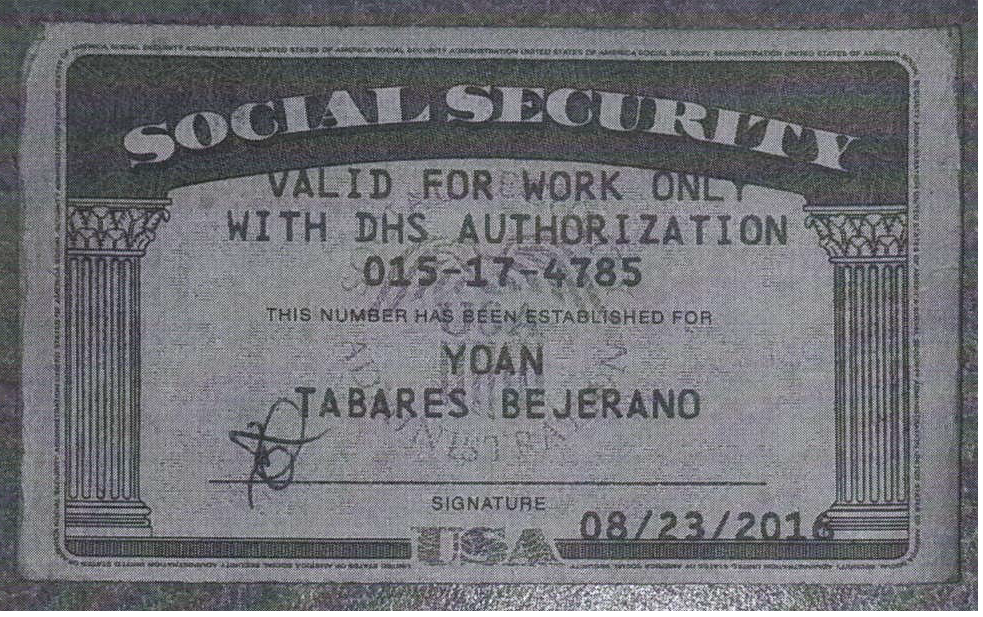 SOCIAL SECURITY ADMINISTRATION UNITED STATES OF AMERICA SOCIAL SECURITY ADMINISTRATION UNITED STATES OF AMERICA SOCIAL SECURITY ADMINISTRATION UNITED STATES OF AMERICA
SOCIAL SECURITY
VALID FOR WORK ONLY
WITH DHS AUTHORIZATION
015-17-4785
THIS NUMBER HAS BEEN ESTABLISHED FOR
YOAN
TABARES BEJERANO
SIGNATURE
08/23/2016
USA